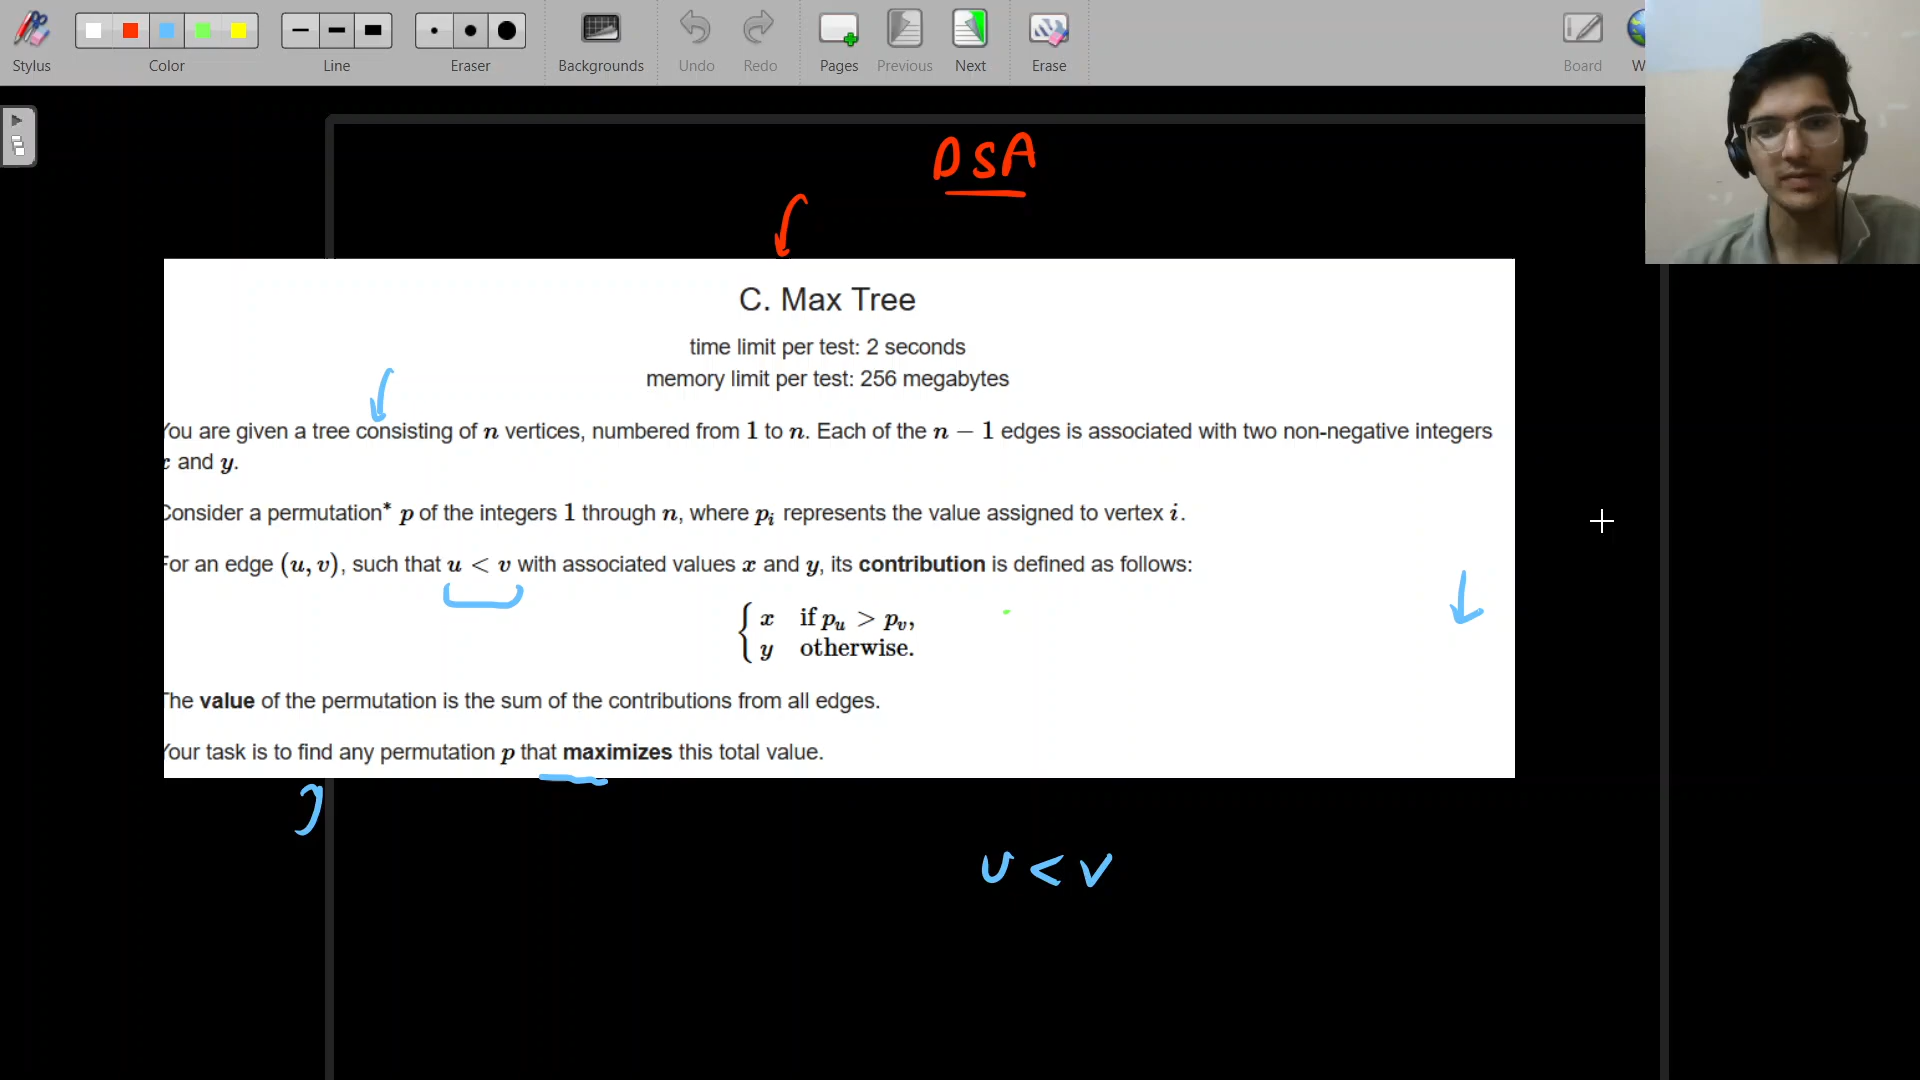 Stylus
Color
Line
Eraser
Backgrounds
Undo
Redo
Pages
Previous
Next
Erase
Board
W
DSA
C. Max Tree
time limit per test: 2 seconds
memory limit per test: 256 megabytes
You are given a tree consisting of n vertices, numbered from 1 to n. Each of the n − 1 edges is associated with two non-negative integers
x and y.
Consider a permutation* p of the integers 1 through n, where pᵢ represents the value assigned to vertex i.
For an edge (u, v), such that u < v with associated values x and y, its contribution is defined as follows:
{ x if pᵤ > pᵥ,
y otherwise.
The value of the permutation is the sum of the contributions from all edges.
Your task is to find any permutation p that maximizes this total value.
u < v